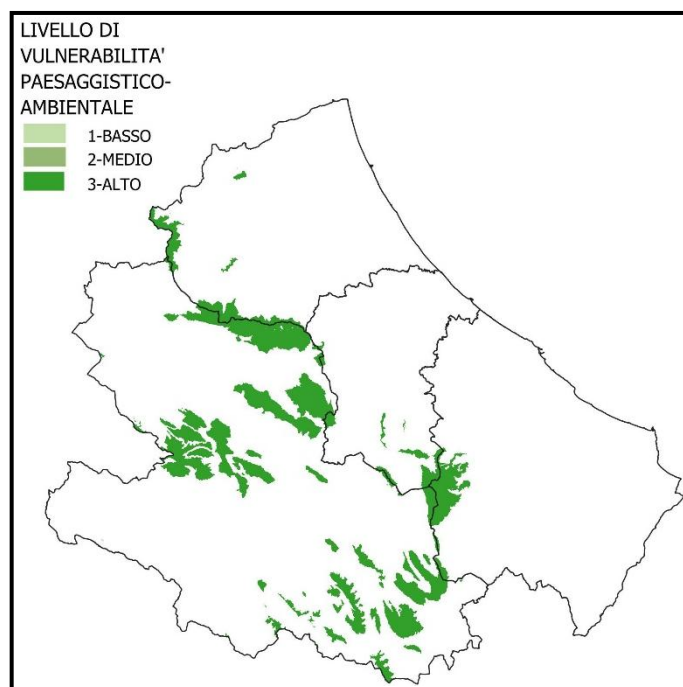 LIVELLO DI
VULNERABILITA'
PAESAGGISTICO-
AMBIENTALE
1-BASSO
2-MEDIO
3-ALTO